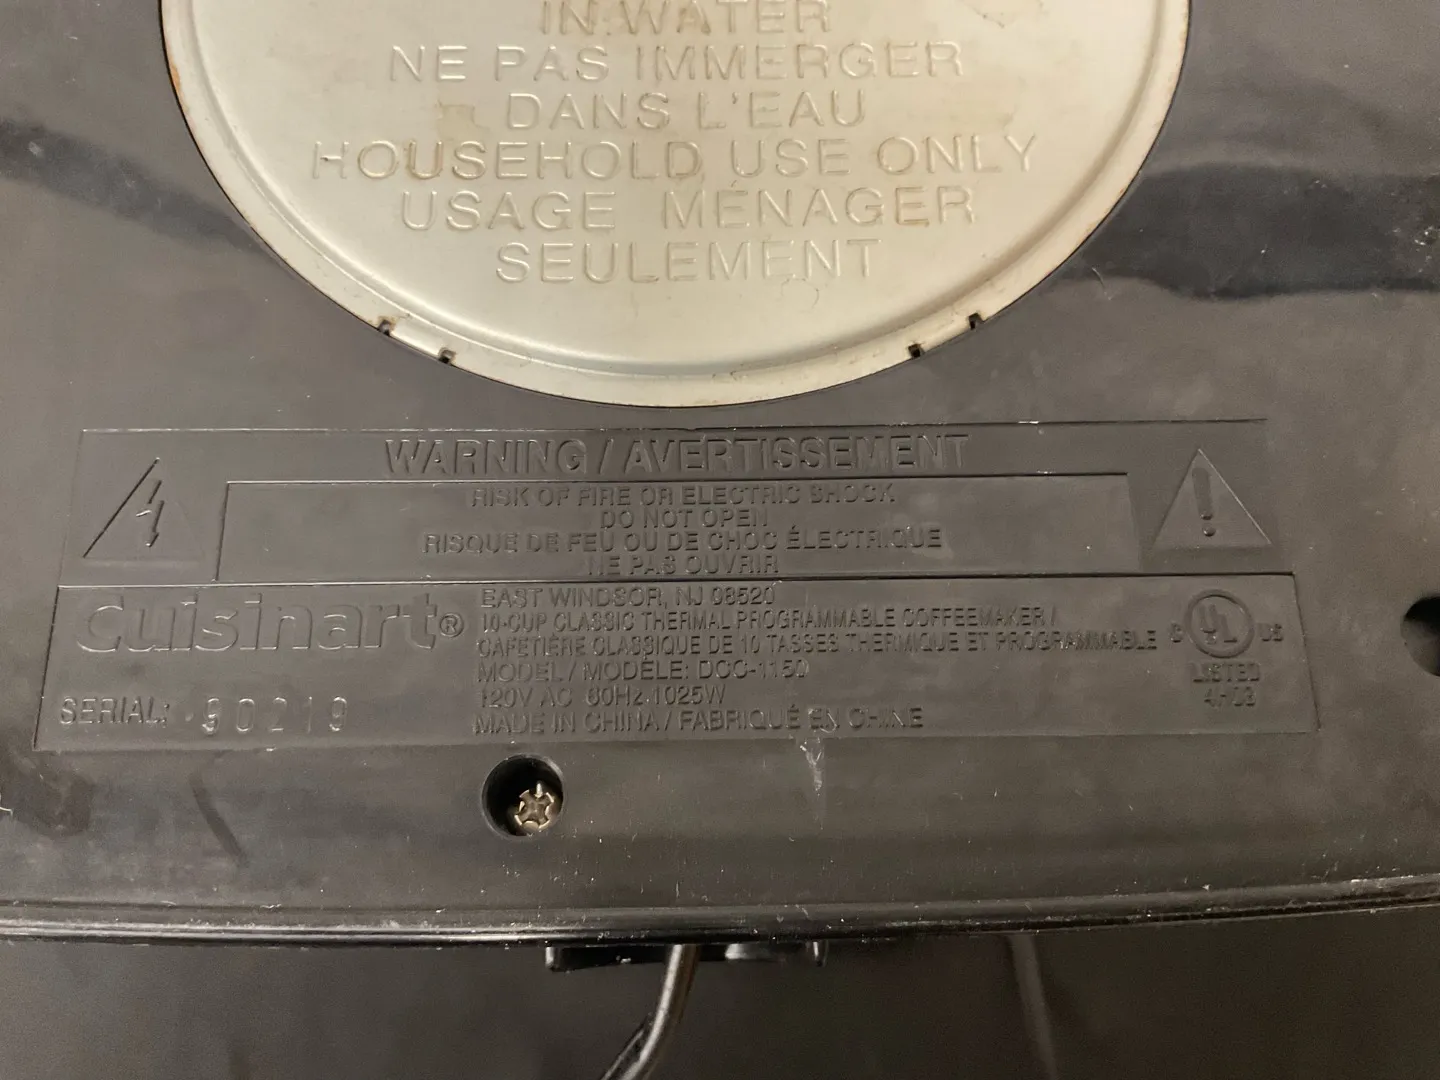 IN WATER
NE PAS IMMERGER
DANS L'EAU
HOUSEHOLD USE ONLY
USAGE MÉNAGER
SEULEMENT
WARNING / AVERTISSEMENT
RISK OF FIRE OR ELECTRIC SHOCK
DO NOT OPEN
RISQUE DE FEU OU DE CHOC ÉLECTRIQUE
NE PAS OUVRIR
Cuisinart®
EAST WINDSOR, NJ 08520
10-CUP CLASSIC THERMAL PROGRAMMABLE COFFEEMAKER /
CAFETIÈRE CLASSIQUE DE 10 TASSES THERMIQUE ET PROGRAMMABLE
MODEL / MODÈLE: DCC-1150
120V AC 60Hz 1025W
MADE IN CHINA / FABRIQUÉ EN CHINE
SERIAL: 90219
C UL US
LISTED